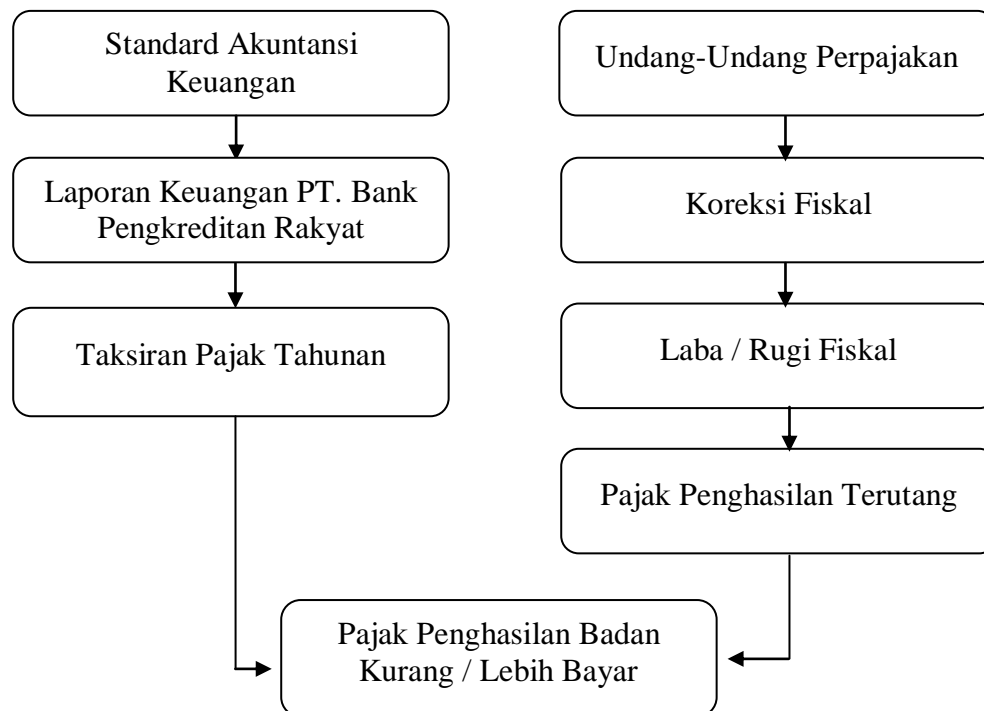 Standard Akuntansi
Keuangan
Undang-Undang Perpajakan
Laporan Keuangan PT. Bank
Pengkreditan Rakyat
Koreksi Fiskal
Taksiran Pajak Tahunan
Laba / Rugi Fiskal
Pajak Penghasilan Terutang
Pajak Penghasilan Badan
Kurang / Lebih Bayar